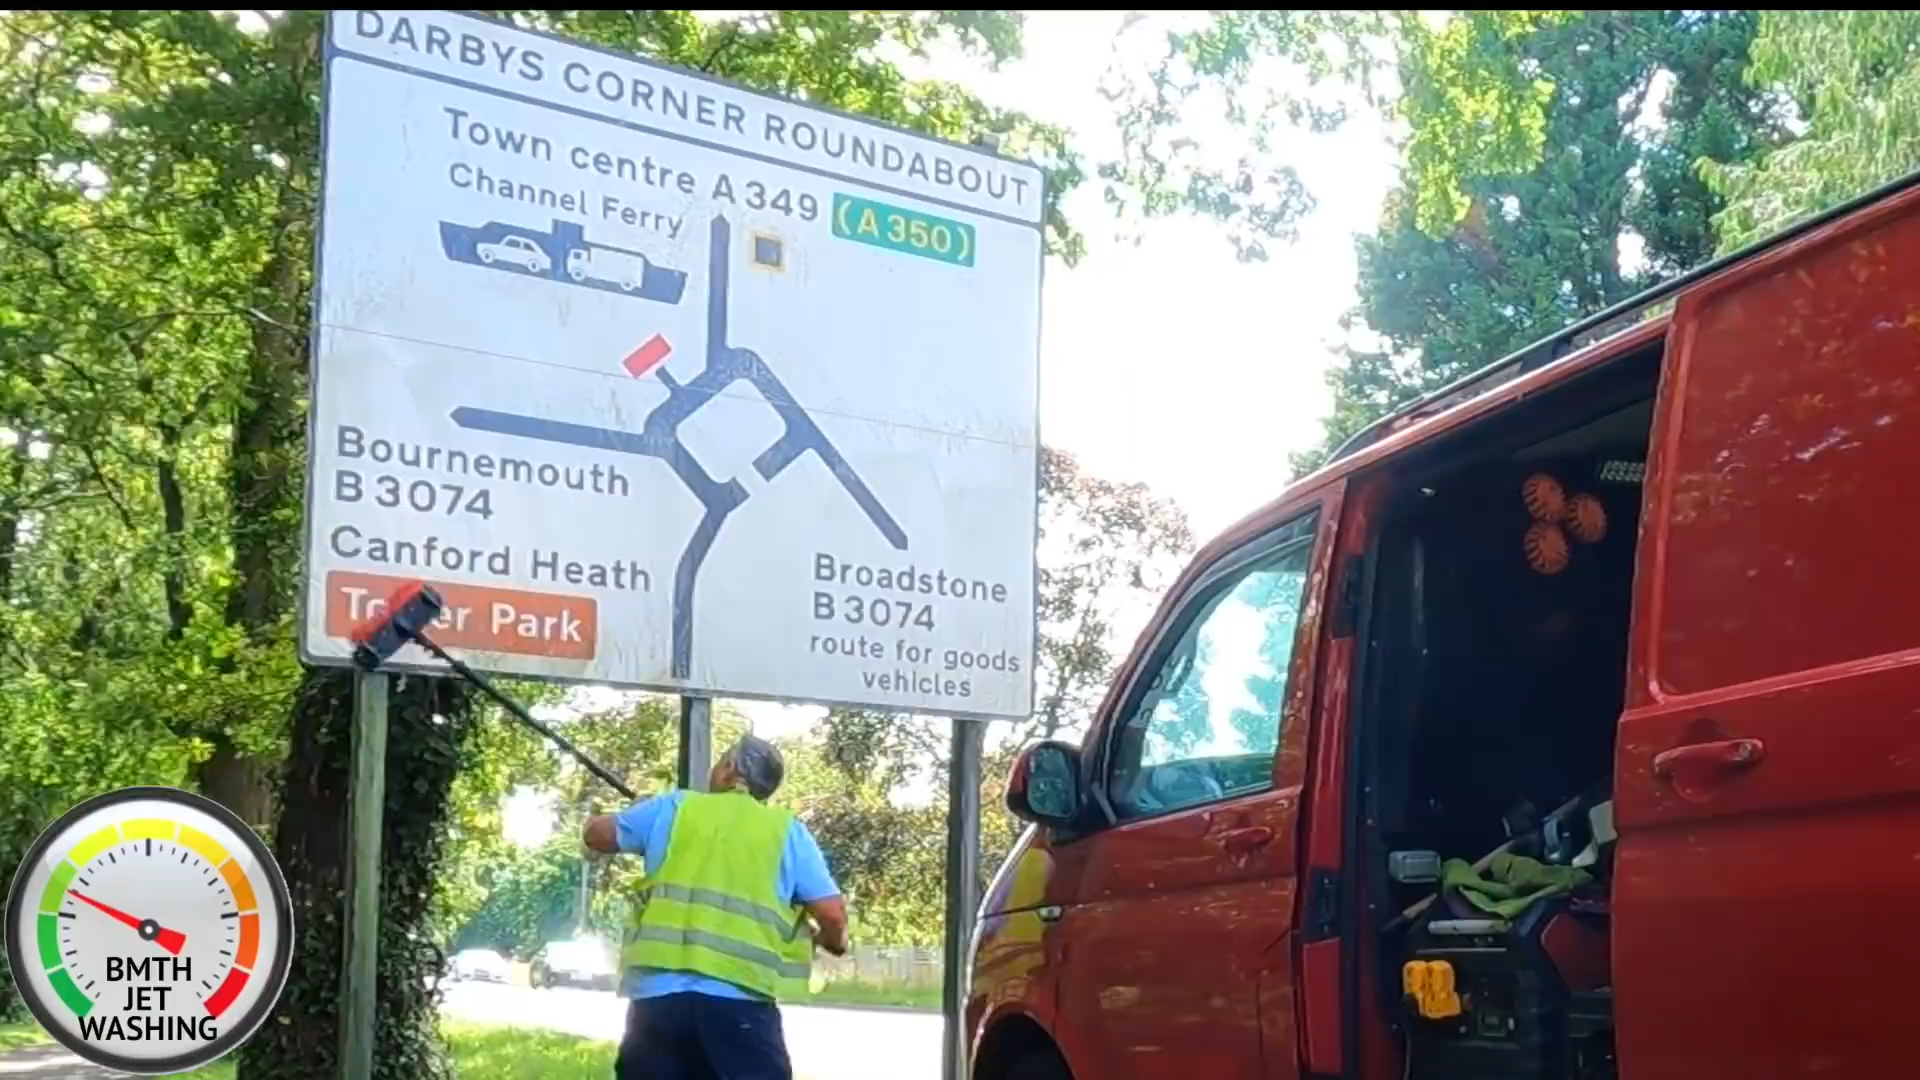 DARBYS CORNER ROUNDABOUT
Town centre A349 (A350)
Channel Ferry
Bournemouth
B3074
Canford Heath
Park
Broadstone
B3074
route for goods
vehicles
BMTH
JET
WASHING